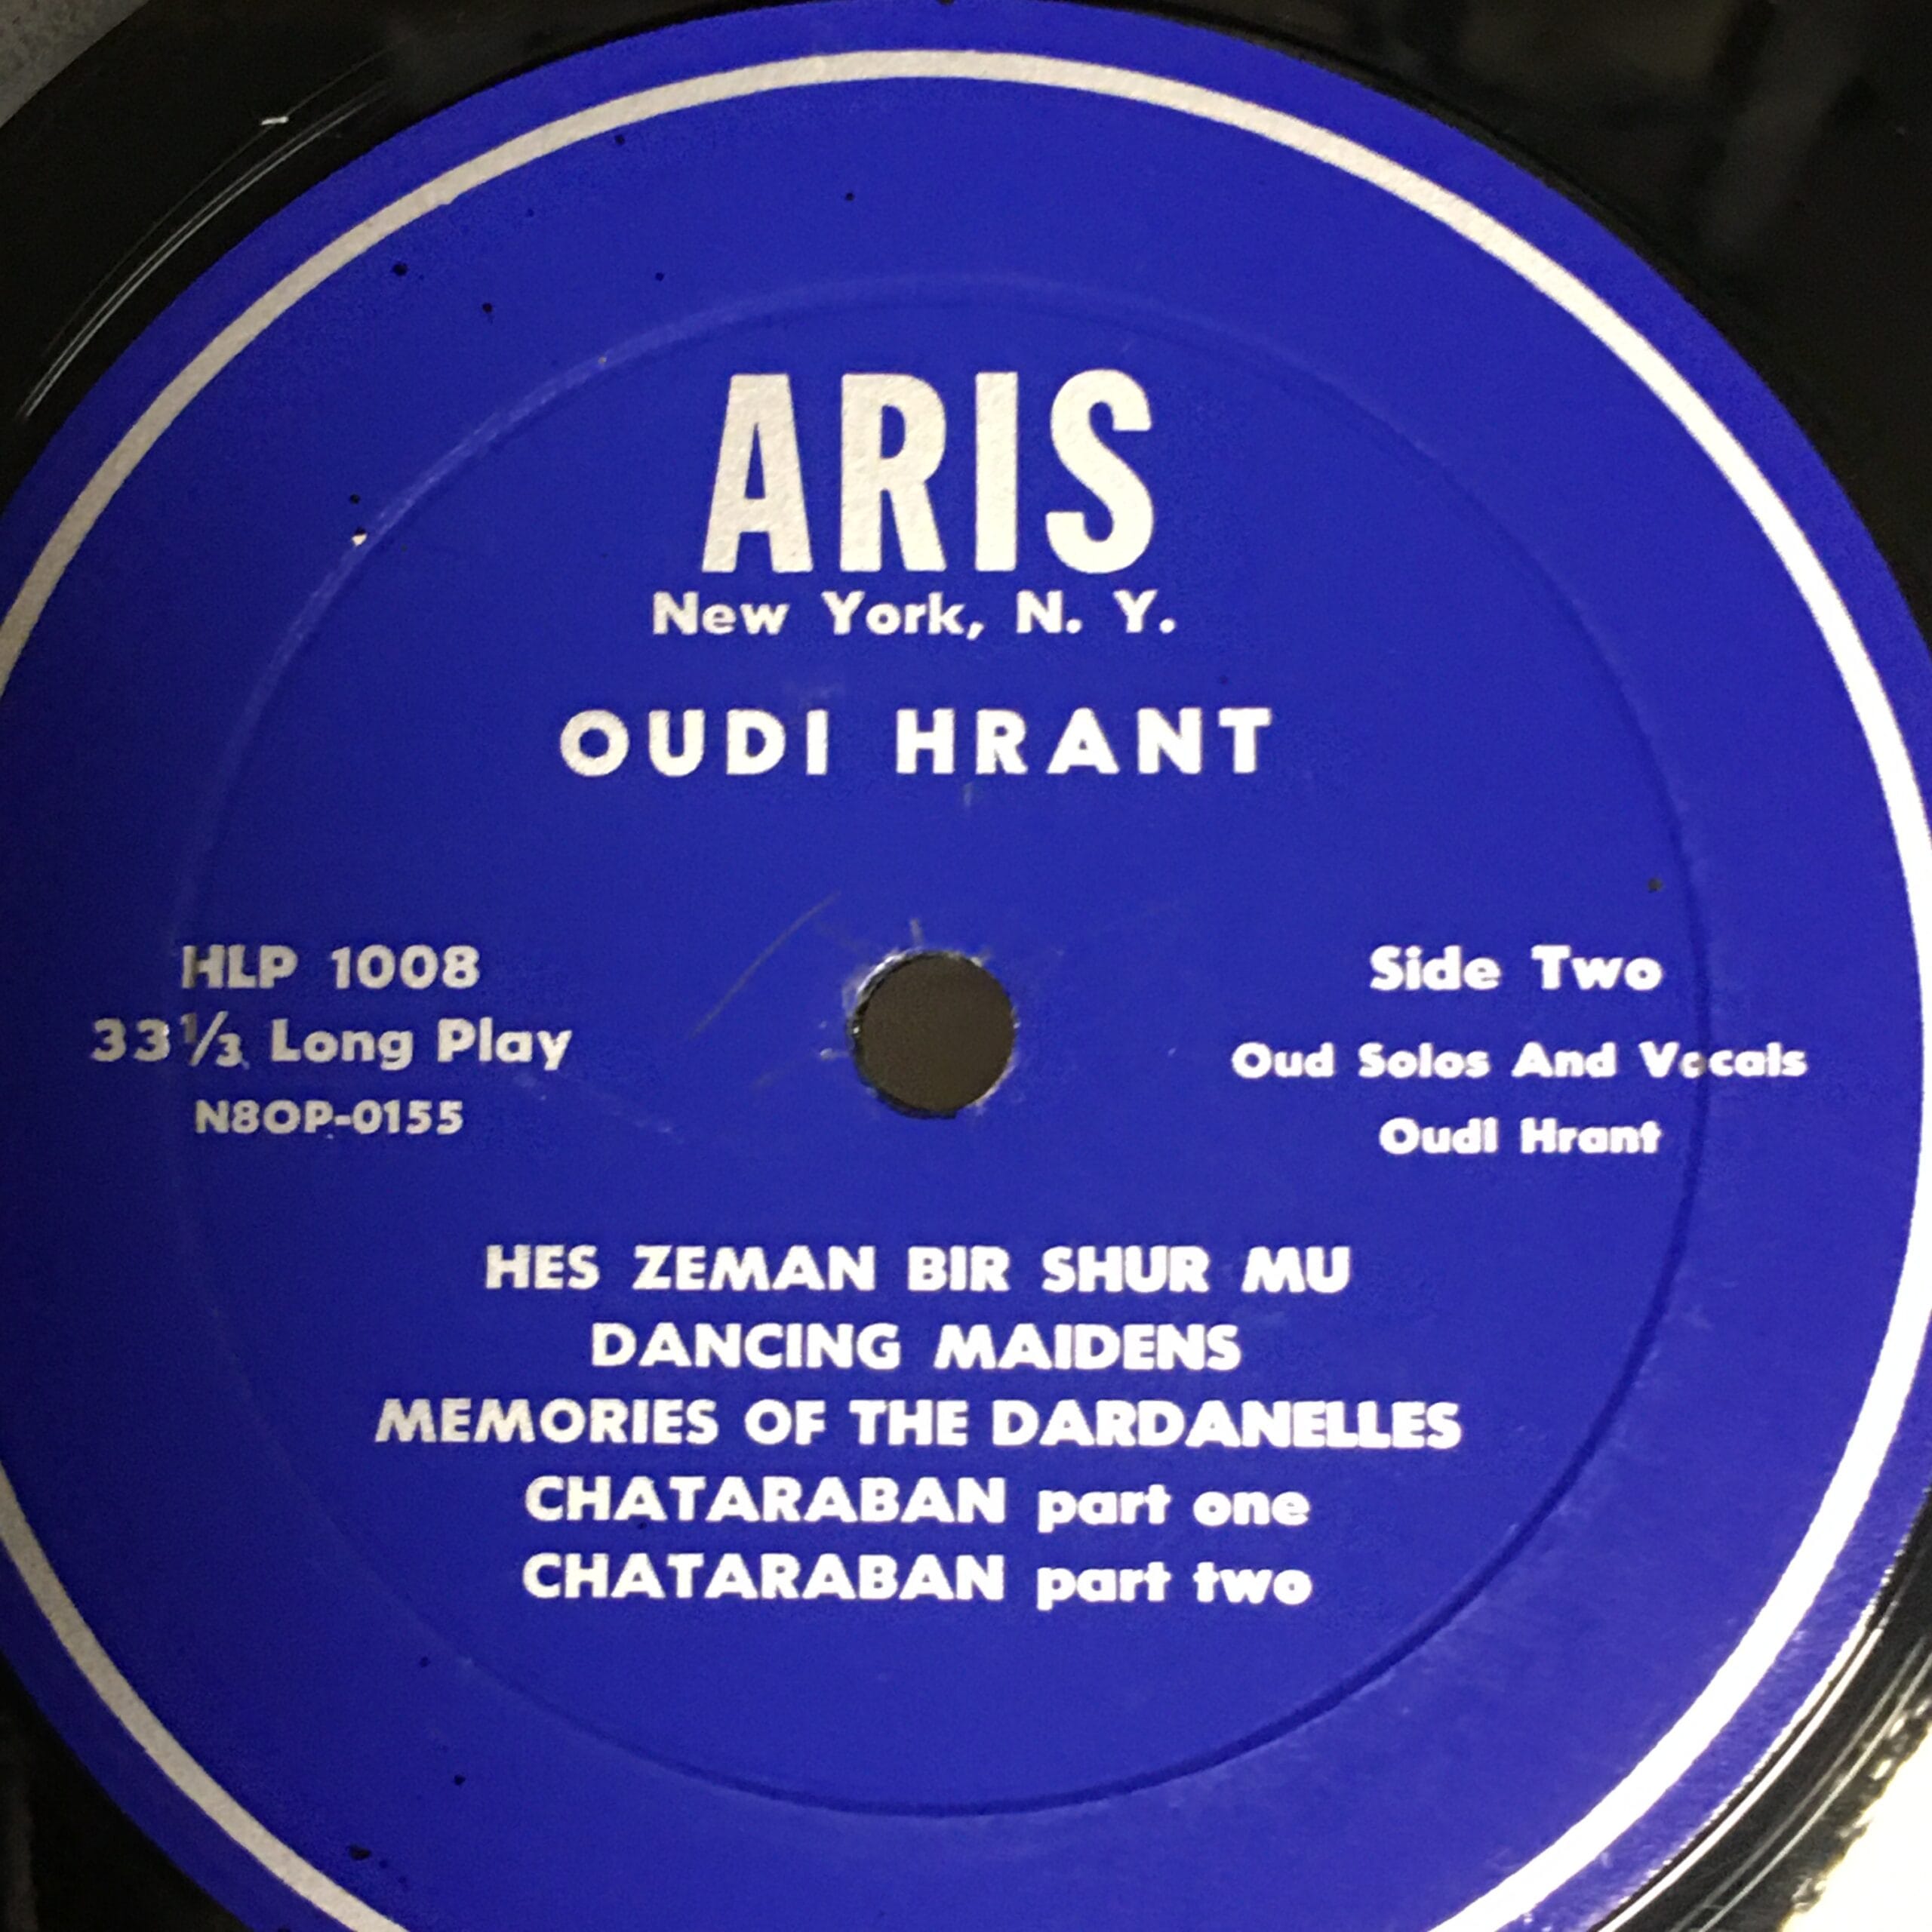 ARIS
New York, N. Y.
OUDI HRANT
HLP 1008
33⅓ Long Play
N8OP-0155
Side Two
Oud Solos And Vocals
Oudi Hrant
HES ZEMAN BIR SHUR MU
DANCING MAIDENS
MEMORIES OF THE DARDANELLES
CHATARABAN part one
CHATARABAN part two